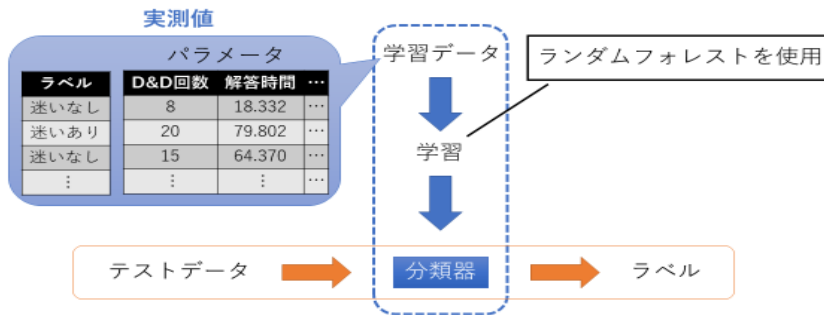 実測値
パラメータ
ラベル
迷いなし
迷いあり
迷いなし
⋮
D&D回数 解答時間 …
8 18.332 …
20 79.802 …
15 64.370 …
⋮ ⋮ …
学習データ
ランダムフォレストを使用
学習
テストデータ
分類器
ラベル